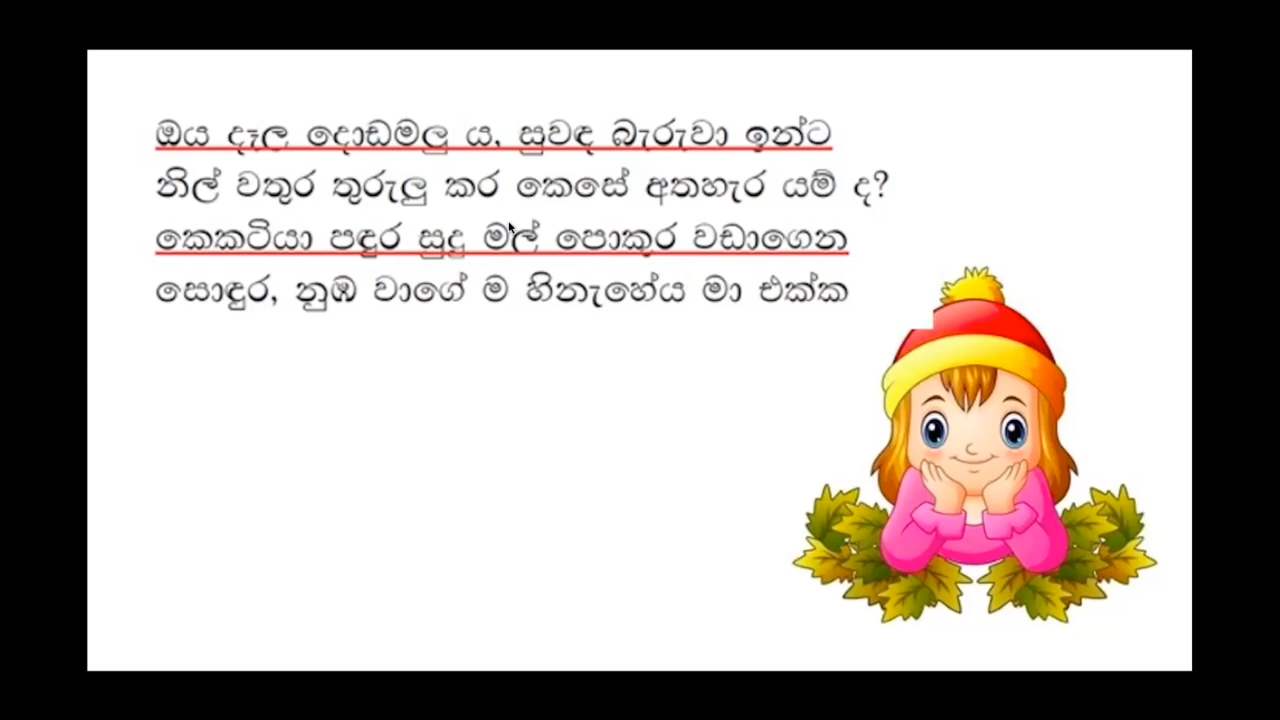 ඔය දෑල දොඩමලු ය, සුවඳ බැරුවා ඉන්ට
නිල් වතුර තුරුලු කර කෙසේ අතහැර යම් ද?
කෙකටියා පඳුර සුදු මල් පොකුර වඩාගෙන
සොඳුර, නුඹ වාගේ ම හිනැහේය මා එක්ක